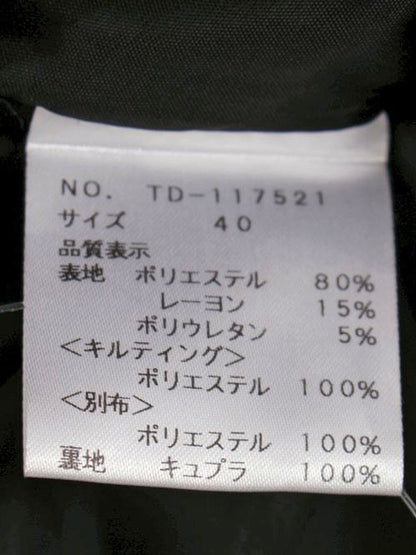 NO. TD-117521
サイズ 40
品質表示
表地 ポリエステル 80%
レーヨン 15%
ポリウレタン 5%
<キルティング>
ポリエステル 100%
<別布>
ポリエステル 100%
裏地 キュプラ 100%